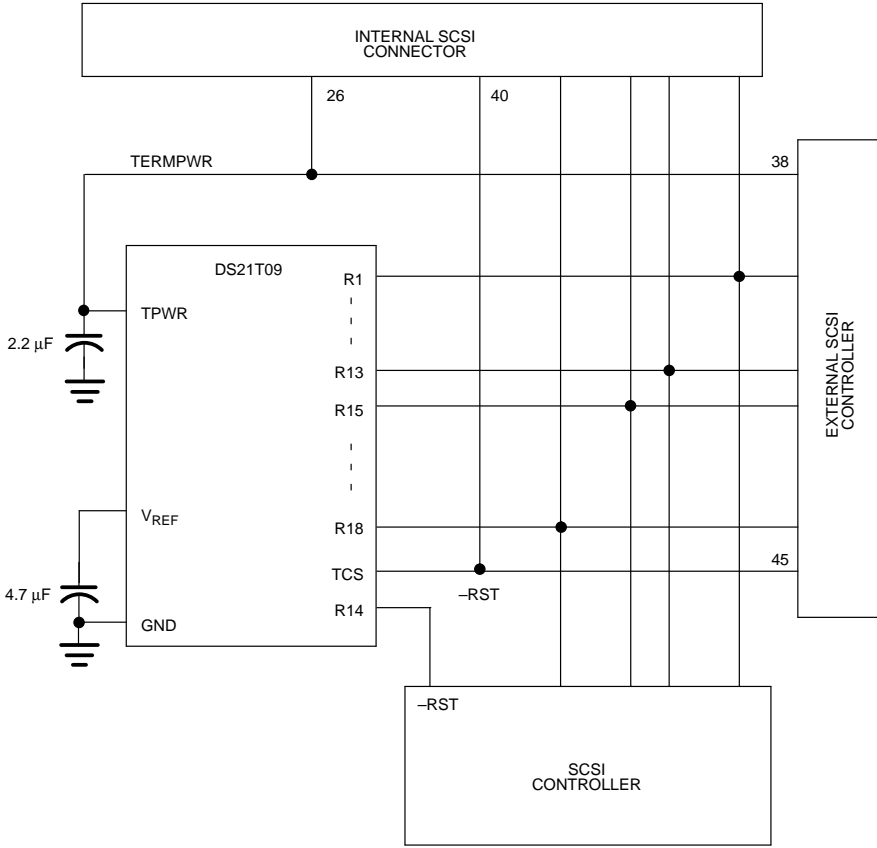 INTERNAL SCSI
CONNECTOR
26
40
TERMPWR
38
DS21T09
R1
TPWR
2.2 μF
R13
R15
EXTERNAL SCSI
CONTROLLER
VREF
R18
45
TCS
4.7 μF
–RST
R14
GND
–RST
SCSI
CONTROLLER